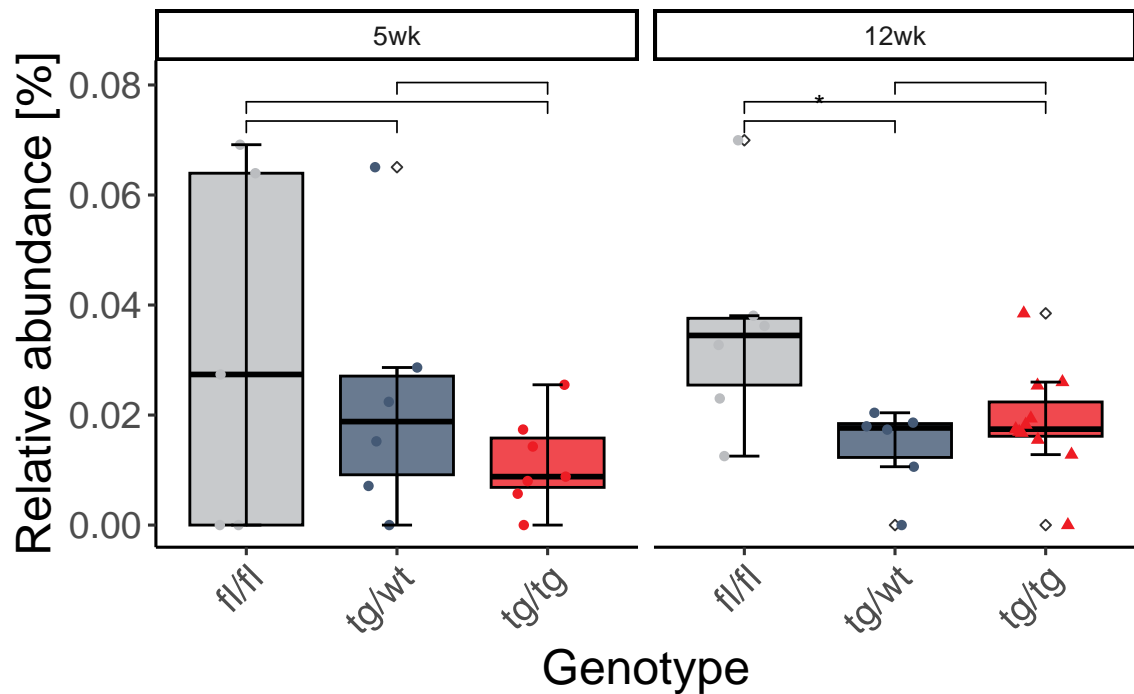 5wk
12wk
Relative abundance [%]
0.08
0.06
0.04
0.02
0.00
*
fl/fl
tg/wt
tg/tg
fl/fl
tg/wt
tg/tg
Genotype